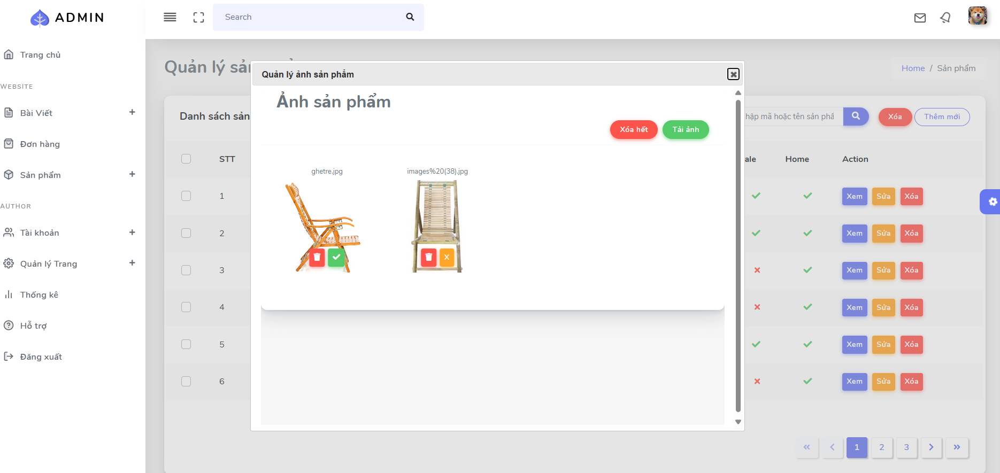 ADMIN
Search
Trang chủ
WEBSITE
Bài Viết
Đơn hàng
Sản phẩm
AUTHOR
Tài khoản
Quản lý Trang
Thống kê
Hỗ trợ
Đăng xuất
Quản lý
Home / Sản phẩm
Danh sách sản
hập mã hoặc tên sản phẩ
Xóa
Thêm mới
Quản lý ảnh sản phẩm
Ảnh sản phẩm
Xóa hết
Tải ảnh
ghetre.jpg
images%20(38).jpg
X
STT
ale
Home
Action
1
Xem Sửa Xóa
2
Xem Sửa Xóa
3
Xem Sửa Xóa
4
Xem Sửa Xóa
5
Xem Sửa Xóa
6
Xem Sửa Xóa
« 1 2 3 »